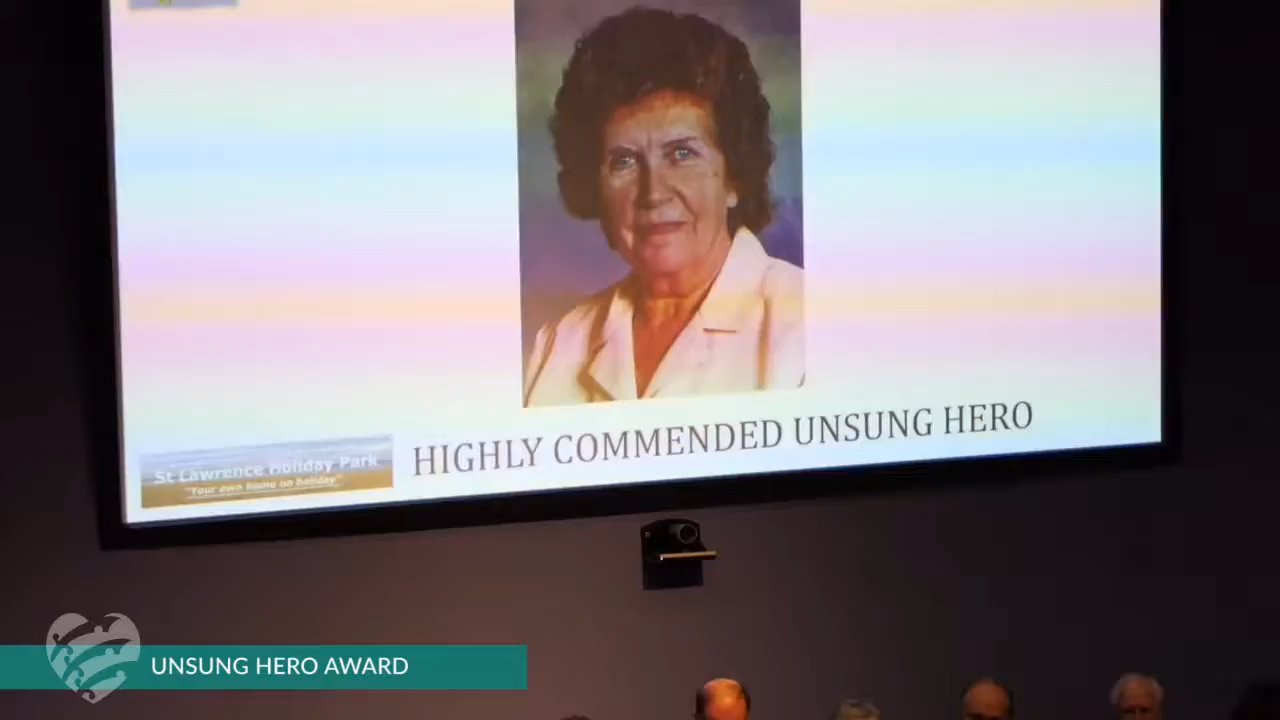 St Lawrence Holiday Park
"Your own home on holiday"
HIGHLY COMMENDED UNSUNG HERO
UNSUNG HERO AWARD